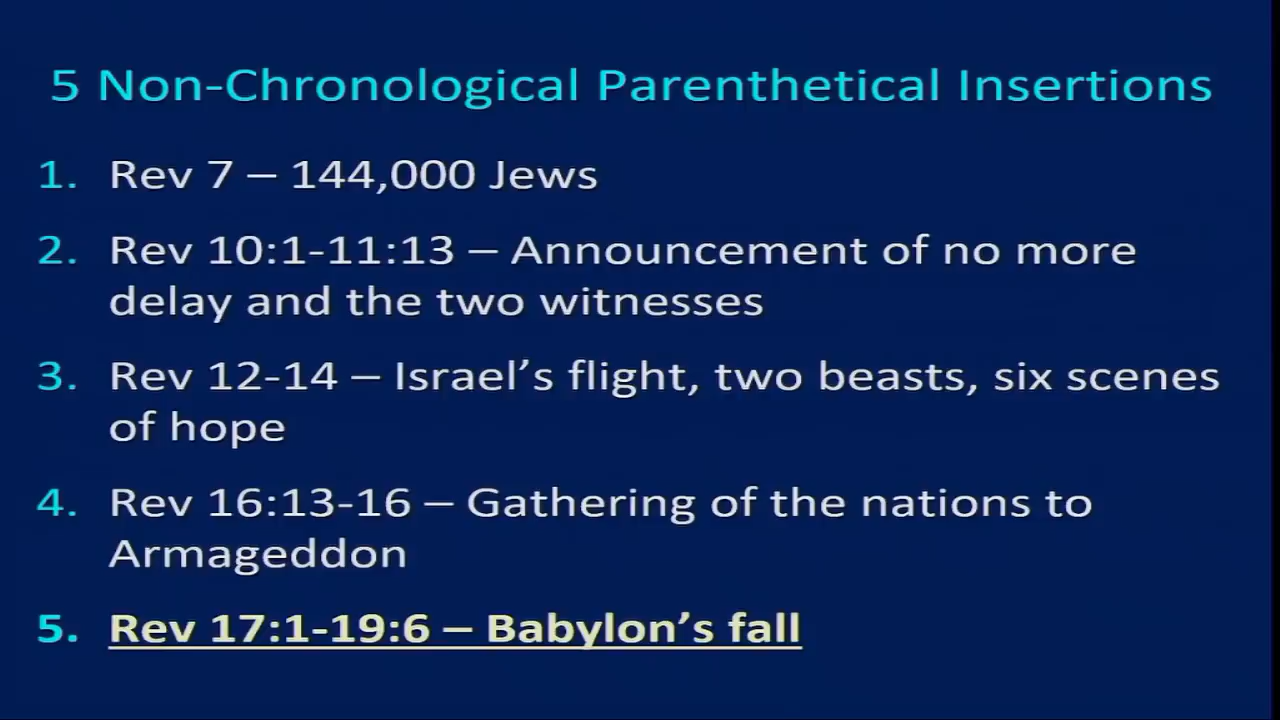 5 Non-Chronological Parenthetical Insertions
1. Rev 7 – 144,000 Jews
2. Rev 10:1-11:13 – Announcement of no more
delay and the two witnesses
3. Rev 12-14 – Israel’s flight, two beasts, six scenes
of hope
4. Rev 16:13-16 – Gathering of the nations to
Armageddon
5. Rev 17:1-19:6 – Babylon’s fall